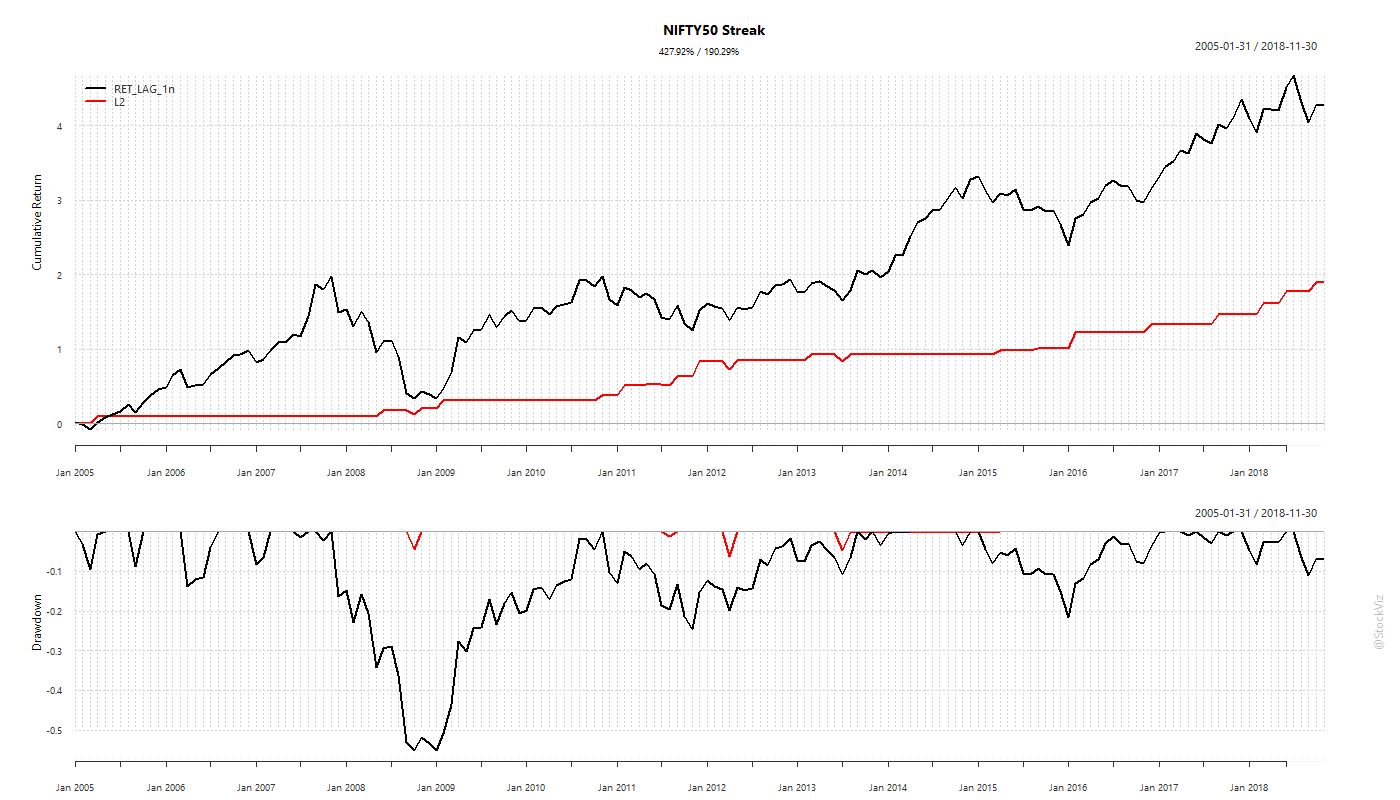 NIFTY50 Streak
427.92% / 190.29%
2005-01-31 / 2018-11-30
RET_LAG_1n
L2
Cumulative Return
4
3
2
1
0
Jan 2005 Jan 2006 Jan 2007 Jan 2008 Jan 2009 Jan 2010 Jan 2011 Jan 2012 Jan 2013 Jan 2014 Jan 2015 Jan 2016 Jan 2017 Jan 2018
2005-01-31 / 2018-11-30
Drawdown
-0.1
-0.2
-0.3
-0.4
-0.5
Jan 2005 Jan 2006 Jan 2007 Jan 2008 Jan 2009 Jan 2010 Jan 2011 Jan 2012 Jan 2013 Jan 2014 Jan 2015 Jan 2016 Jan 2017 Jan 2018
@StockViz